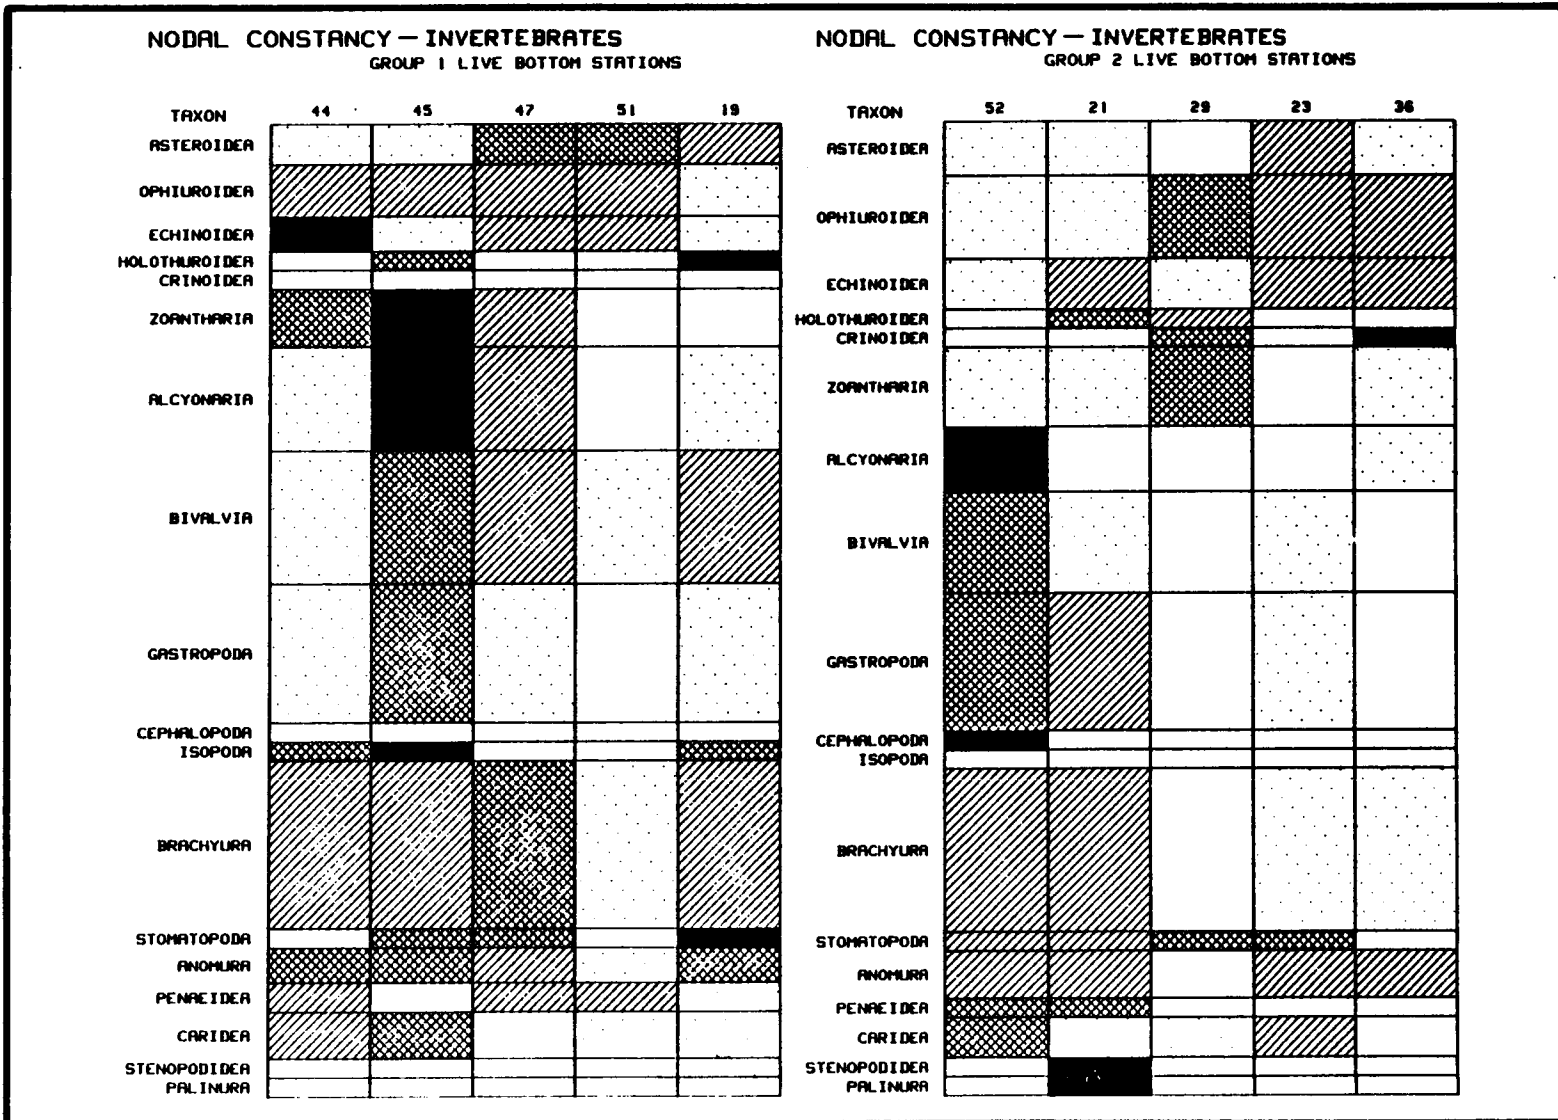 NODAL CONSTANCY — INVERTEBRATES
GROUP 1 LIVE BOTTOM STATIONS
TAXON 44 45 47 51 19
ASTEROIDEA
OPHIUROIDEA
ECHINOIDEA
HOLOTHUROIDEA
CRINOIDEA
ZOANTHARIA
ALCYONARIA
BIVALVIA
GASTROPODA
CEPHALOPODA
ISOPODA
BRACHYURA
STOMATOPODA
ANOMURA
PENAEIDEA
CARIDEA
STENOPODIDEA
PALINURA
NODAL CONSTANCY — INVERTEBRATES
GROUP 2 LIVE BOTTOM STATIONS
TAXON 52 21 29 23 36
ASTEROIDEA
OPHIUROIDEA
ECHINOIDEA
HOLOTHUROIDEA
CRINOIDEA
ZOANTHARIA
ALCYONARIA
BIVALVIA
GASTROPODA
CEPHALOPODA
ISOPODA
BRACHYURA
STOMATOPODA
ANOMURA
PENAEIDEA
CARIDEA
STENOPODIDEA
PALINURA